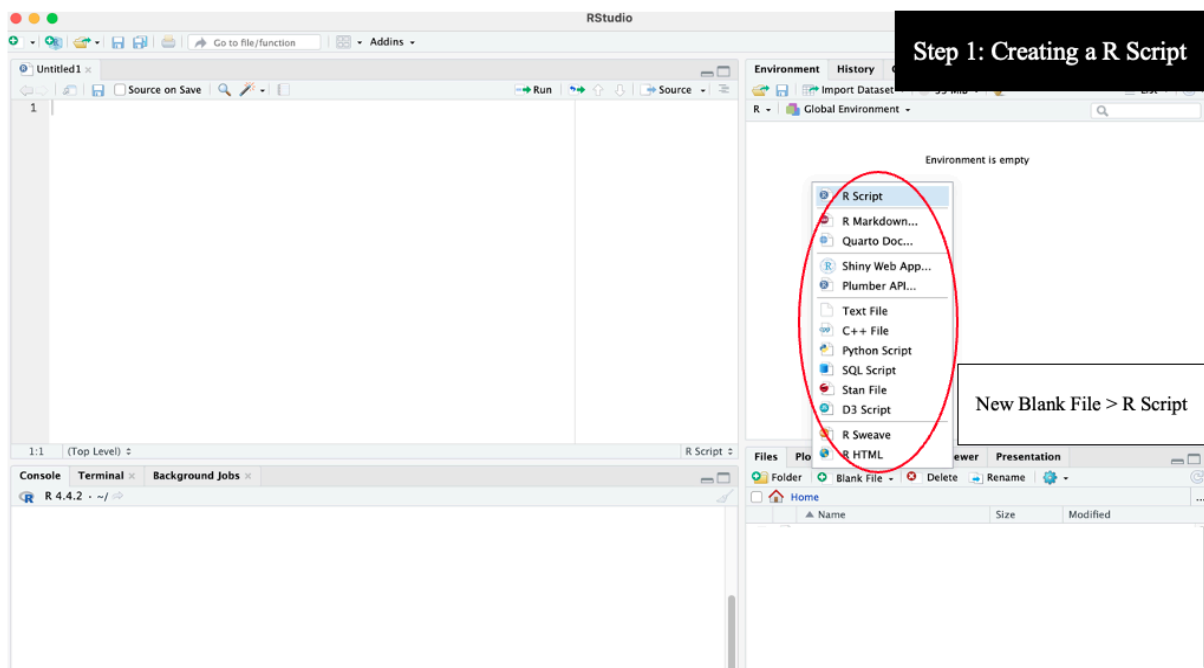 RStudio
Go to file/function
Addins
Step 1: Creating a R Script
Untitled1
Source on Save
Run
Source
1
1:1
(Top Level)
R Script
Environment
History
Import Dataset
R
Global Environment
Environment is empty
R Script
R Markdown...
Quarto Doc...
Shiny Web App...
Plumber API...
Text File
C++ File
Python Script
SQL Script
Stan File
D3 Script
R Sweave
R HTML
New Blank File > R Script
Console
Terminal
Background Jobs
R 4.4.2 · ~/
Files
Presentation
Folder
Blank File
Delete
Rename
Home
Name
Size
Modified